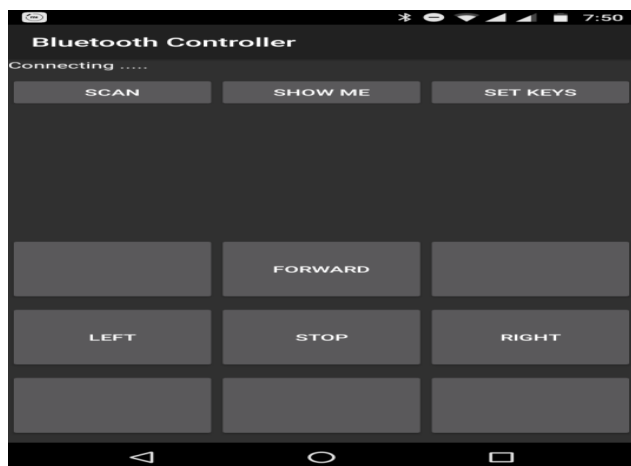 7:50
Bluetooth Controller
Connecting .....
SCAN SHOW ME SET KEYS
FORWARD
LEFT STOP RIGHT